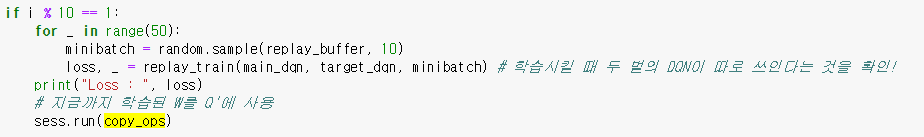 if i % 10 == 1:
    for _ in range(50):
        minibatch = random.sample(replay_buffer, 10)
        loss, _ = replay_train(main_dqn, target_dqn, minibatch) # 학습시킬 때 두 벌의 DQN이 따로 쓰인다는 것을 확인!
    print("Loss : ", loss)
    # 지금까지 학습된 W를 Q'에 사용
    sess.run(copy_ops)